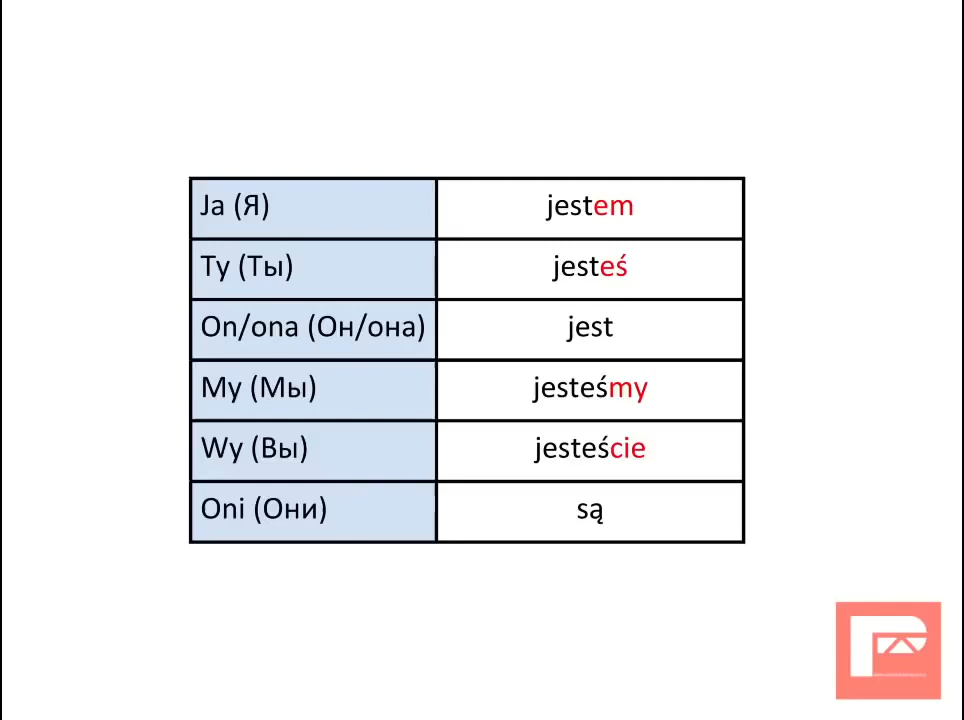 Ja (Я) jestem
Ty (Ты) jesteś
On/ona (Он/она) jest
My (Мы) jesteśmy
Wy (Вы) jesteście
Oni (Они) są